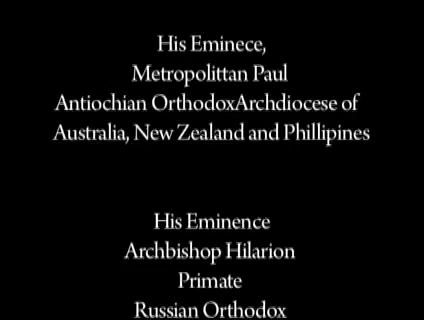 His Eminece,
Metropolittan Paul
Antiochian OrthodoxArchdiocese of
Australia, New Zealand and Phillipines
His Eminence
Archbishop Hilarion
Primate
Russian Orthodox